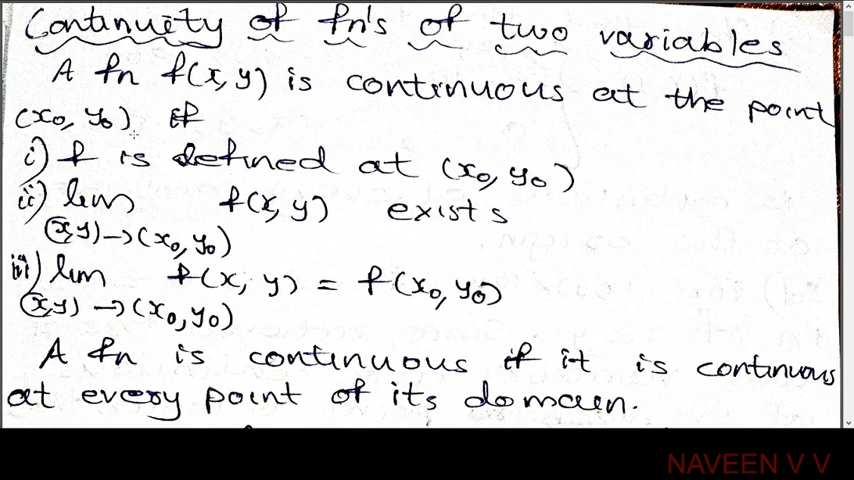 Continuity of fn's of two variables
A fn f(x, y) is continuous at the point
(x₀, y₀) if
i) f is defined at (x₀, y₀)
ii) lim f(x, y) exists
(x,y)→(x₀, y₀)
iii) lim f(x, y) = f(x₀, y₀)
(x,y)→(x₀, y₀)
A fn is continuous if it is continuous
at every point of its domain.
NAVEEN V V